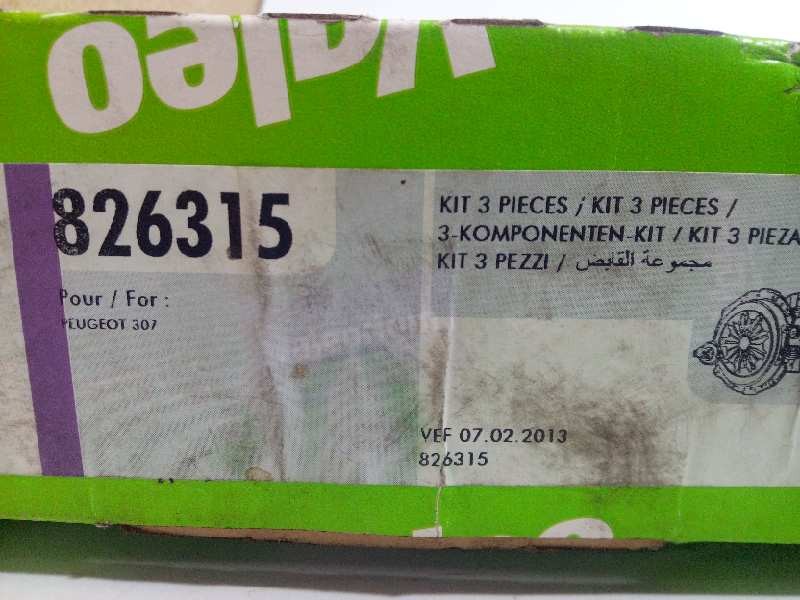 Valeo
826315
Pour / For :
PEUGEOT 307
KIT 3 PIECES / KIT 3 PIECES /
3-KOMPONENTEN-KIT / KIT 3 PIEZA
KIT 3 PEZZI / مجموعة القابض
VEF 07.02.2013
826315